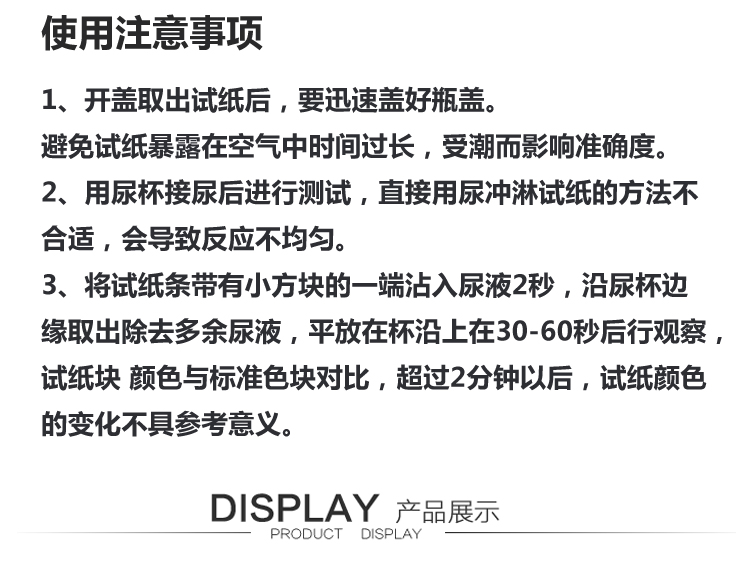 使用注意事项
1、开盖取出试纸后，要迅速盖好瓶盖。
避免试纸暴露在空气中时间过长，受潮而影响准确度。
2、用尿杯接尿后进行测试，直接用尿冲淋试纸的方法不
合适，会导致反应不均匀。
3、将试纸条带有小方块的一端沾入尿液2秒，沿尿杯边
缘取出除去多余尿液，平放在杯沿上在30-60秒后行观察，
试纸块 颜色与标准色块对比，超过2分钟以后，试纸颜色
的变化不具参考意义。
DISPLAY 产品展示
PRODUCT DISPLAY